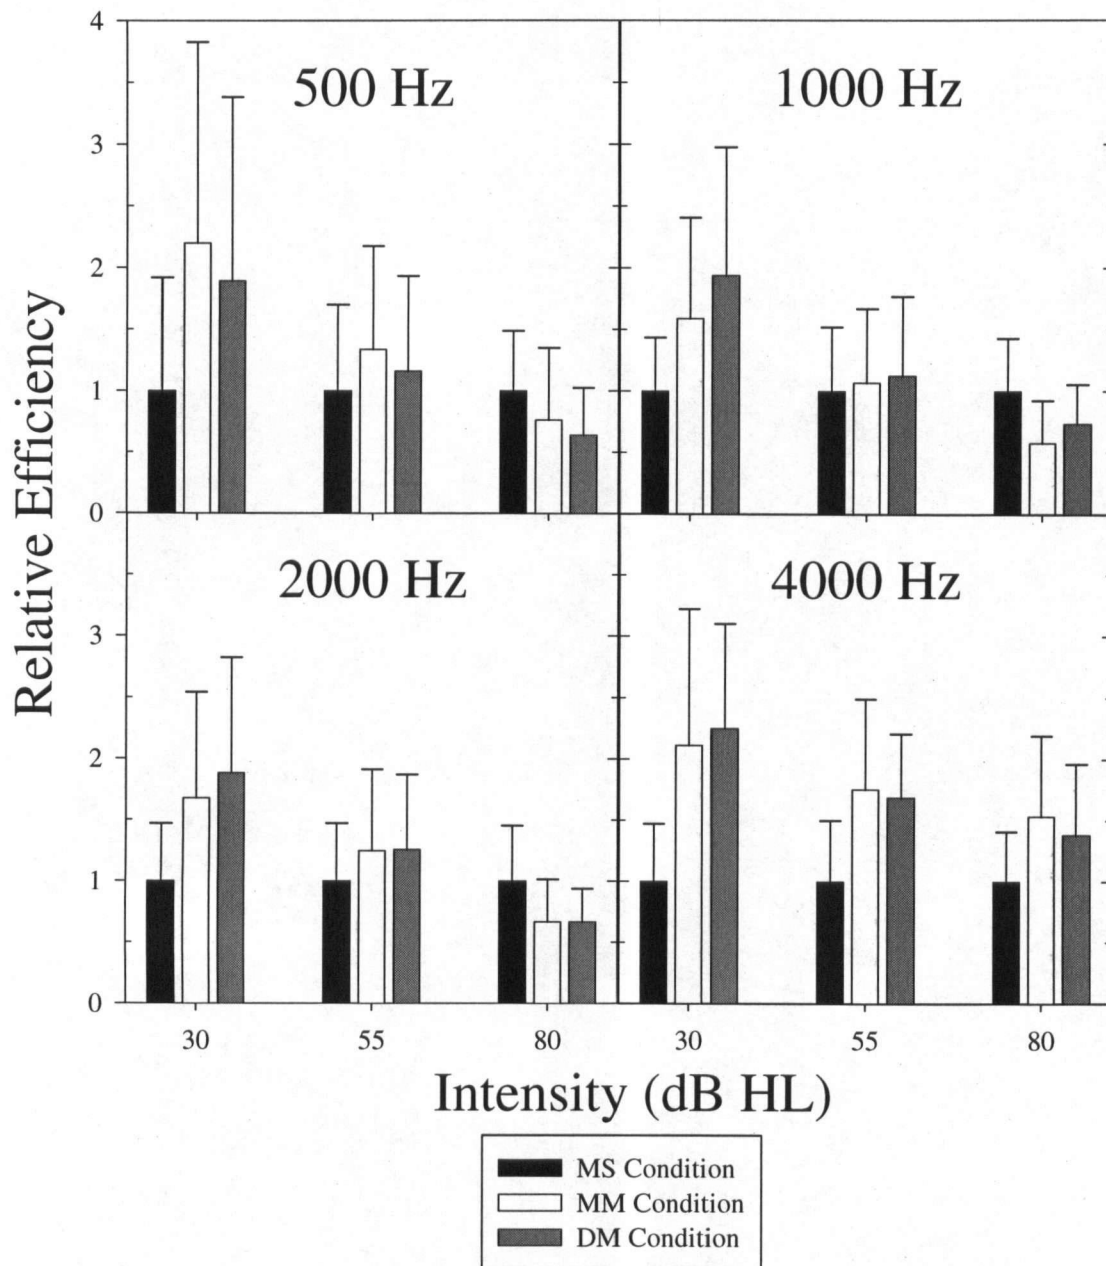 4
500 Hz
1000 Hz
3
2
1
0
Relative Efficiency
2000 Hz
4000 Hz
3
2
1
0
30
55
80
30
55
80
Intensity (dB HL)
MS Condition
MM Condition
DM Condition